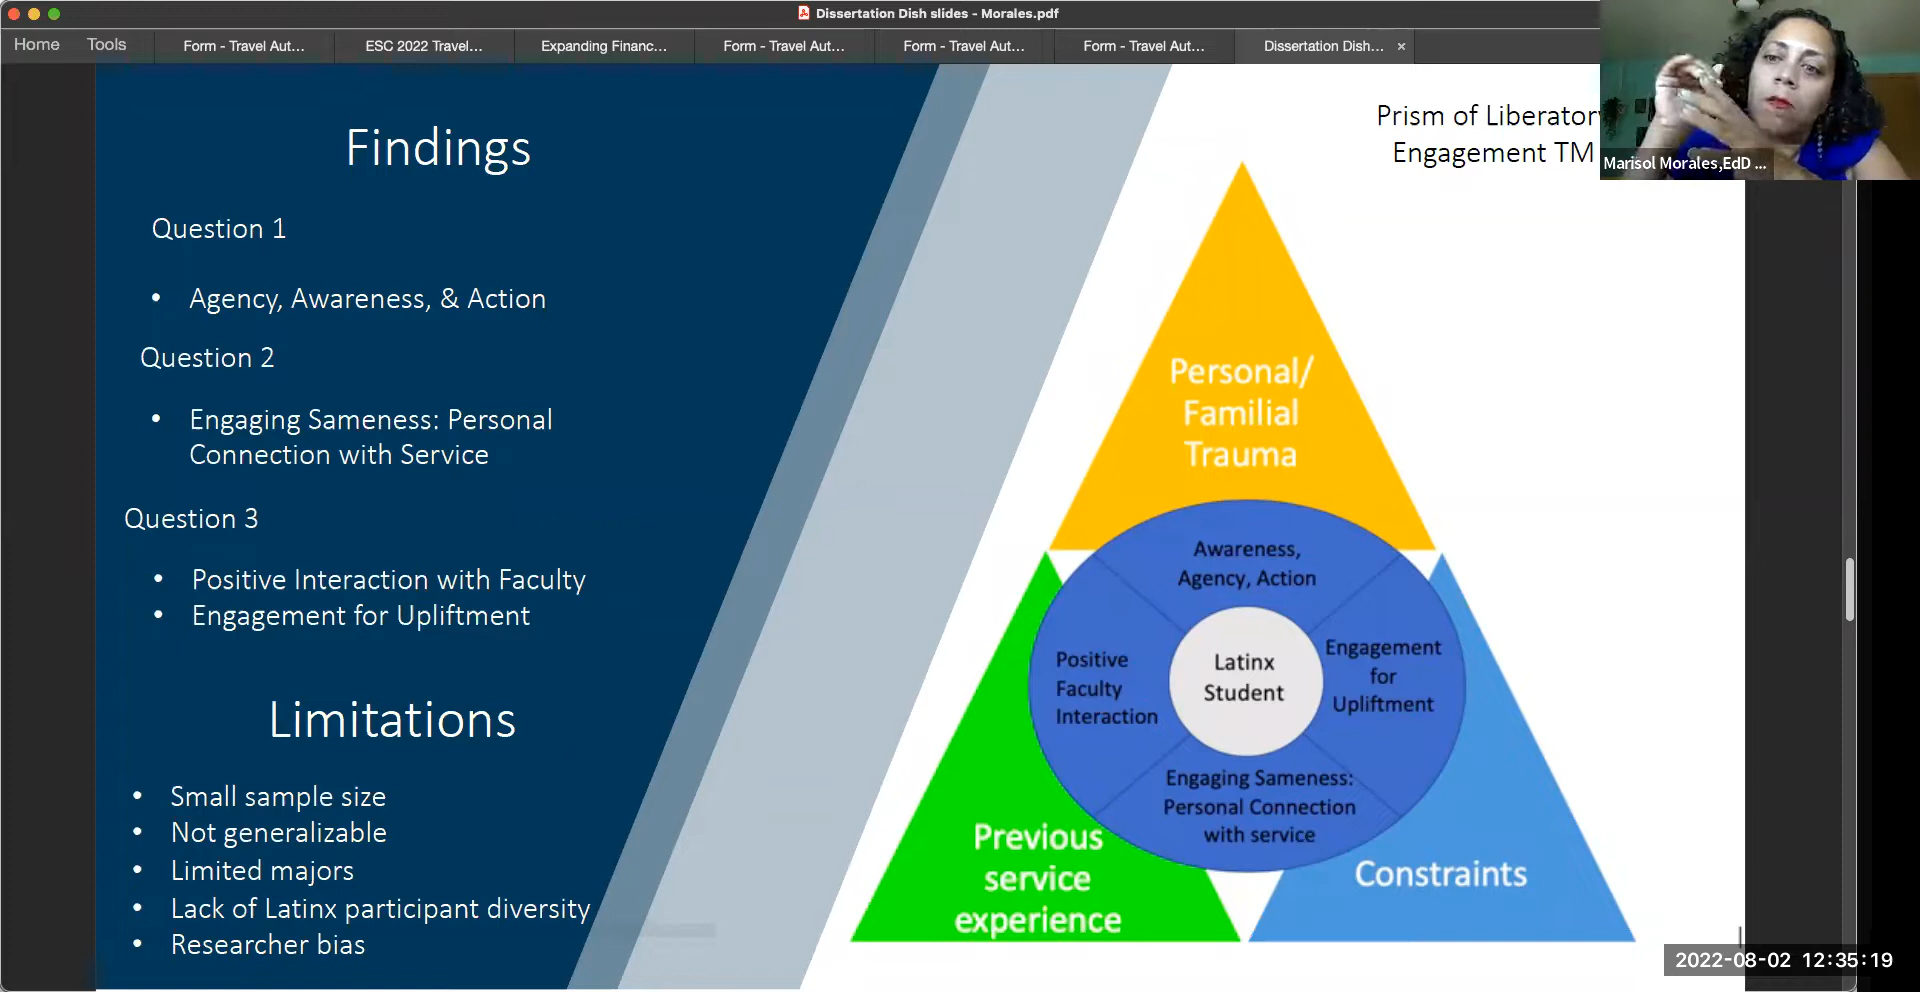 Dissertation Dish slides - Morales.pdf
Home Tools Form - Travel Aut... ESC 2022 Travel... Expanding Financ... Form - Travel Aut... Form - Travel Aut... Form - Travel Aut... Dissertation Dish... ×
Findings
Question 1
• Agency, Awareness, & Action
Question 2
• Engaging Sameness: Personal
Connection with Service
Question 3
• Positive Interaction with Faculty
• Engagement for Upliftment
Limitations
• Small sample size
• Not generalizable
• Limited majors
• Lack of Latinx participant diversity
• Researcher bias
Prism of Liberatory
Engagement TM
Marisol Morales,EdD ...
Personal/
Familial
Trauma
Awareness,
Agency, Action
Positive
Faculty
Interaction
Latinx
Student
Engagement
for
Upliftment
Engaging Sameness:
Personal Connection
with service
Previous
service
experience
Constraints
2022-08-02 12:35:19